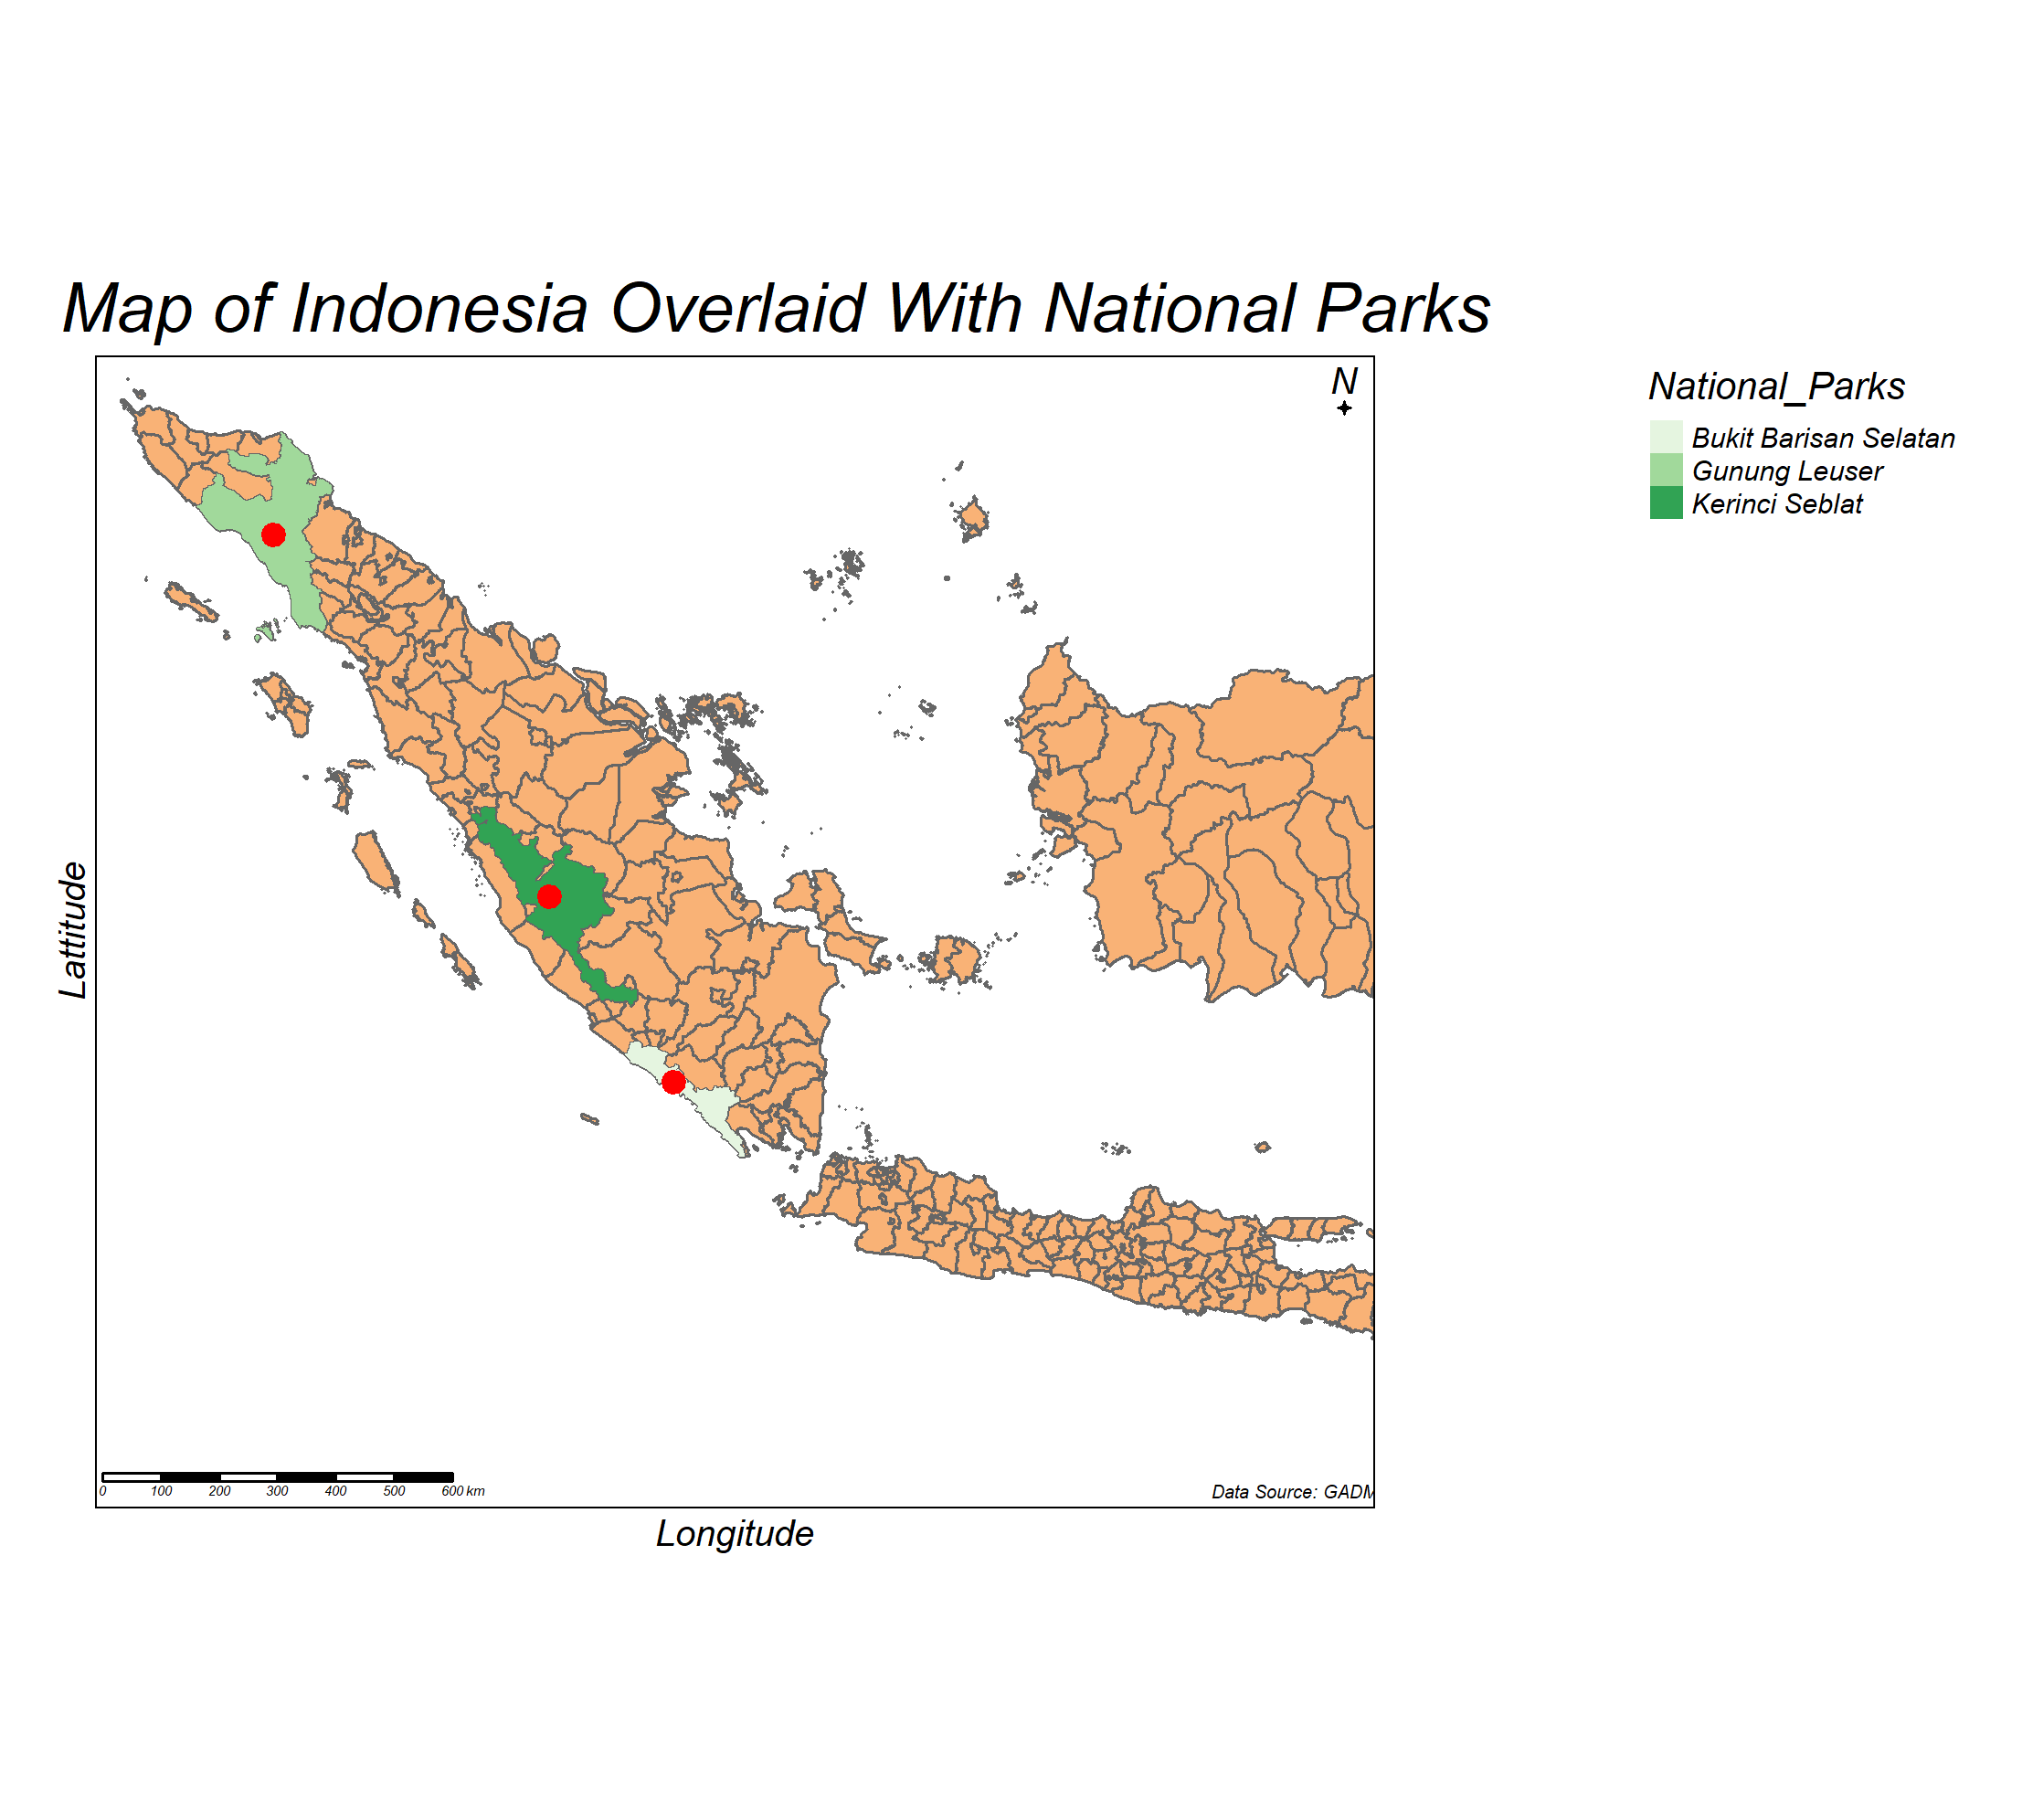 Map of Indonesia Overlaid With National Parks
N
National_Parks
Bukit Barisan Selatan
Gunung Leuser
Kerinci Seblat
Lattitude
0 100 200 300 400 500 600 km
Data Source: GADM
Longitude